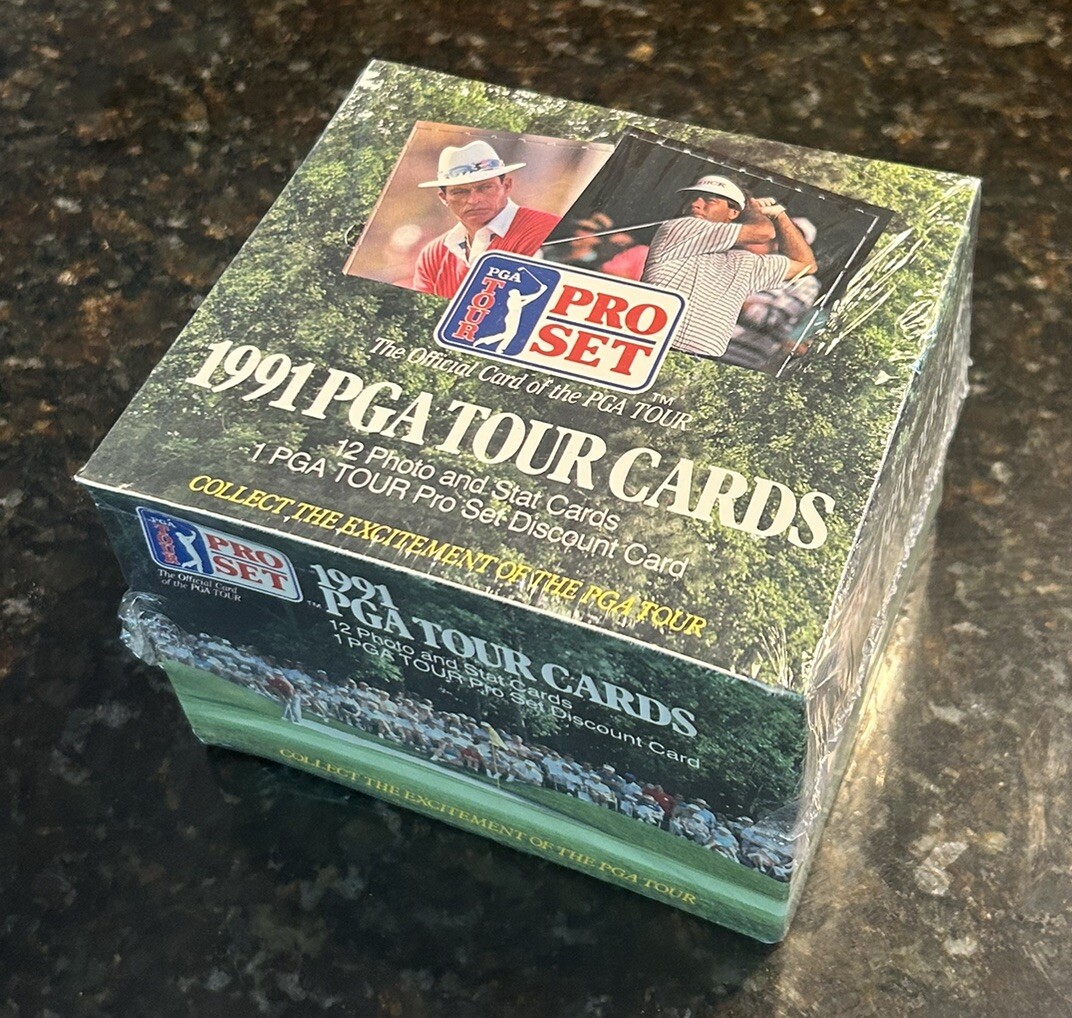 BUICK
PGA
TOUR
PRO
SET
The Official Card of the PGA TOUR™
1991 PGA TOUR CARDS
12 Photo and Stat Cards
1 PGA TOUR Pro Set Discount Card
COLLECT THE EXCITEMENT OF THE PGA TOUR
PGA
TOUR
PRO
SET
The Official Card
of the PGA TOUR
™
1991
PGA TOUR CARDS
12 Photo and Stat Cards
1 PGA TOUR Pro Set Discount Card
COLLECT THE EXCITEMENT OF THE PGA TOUR